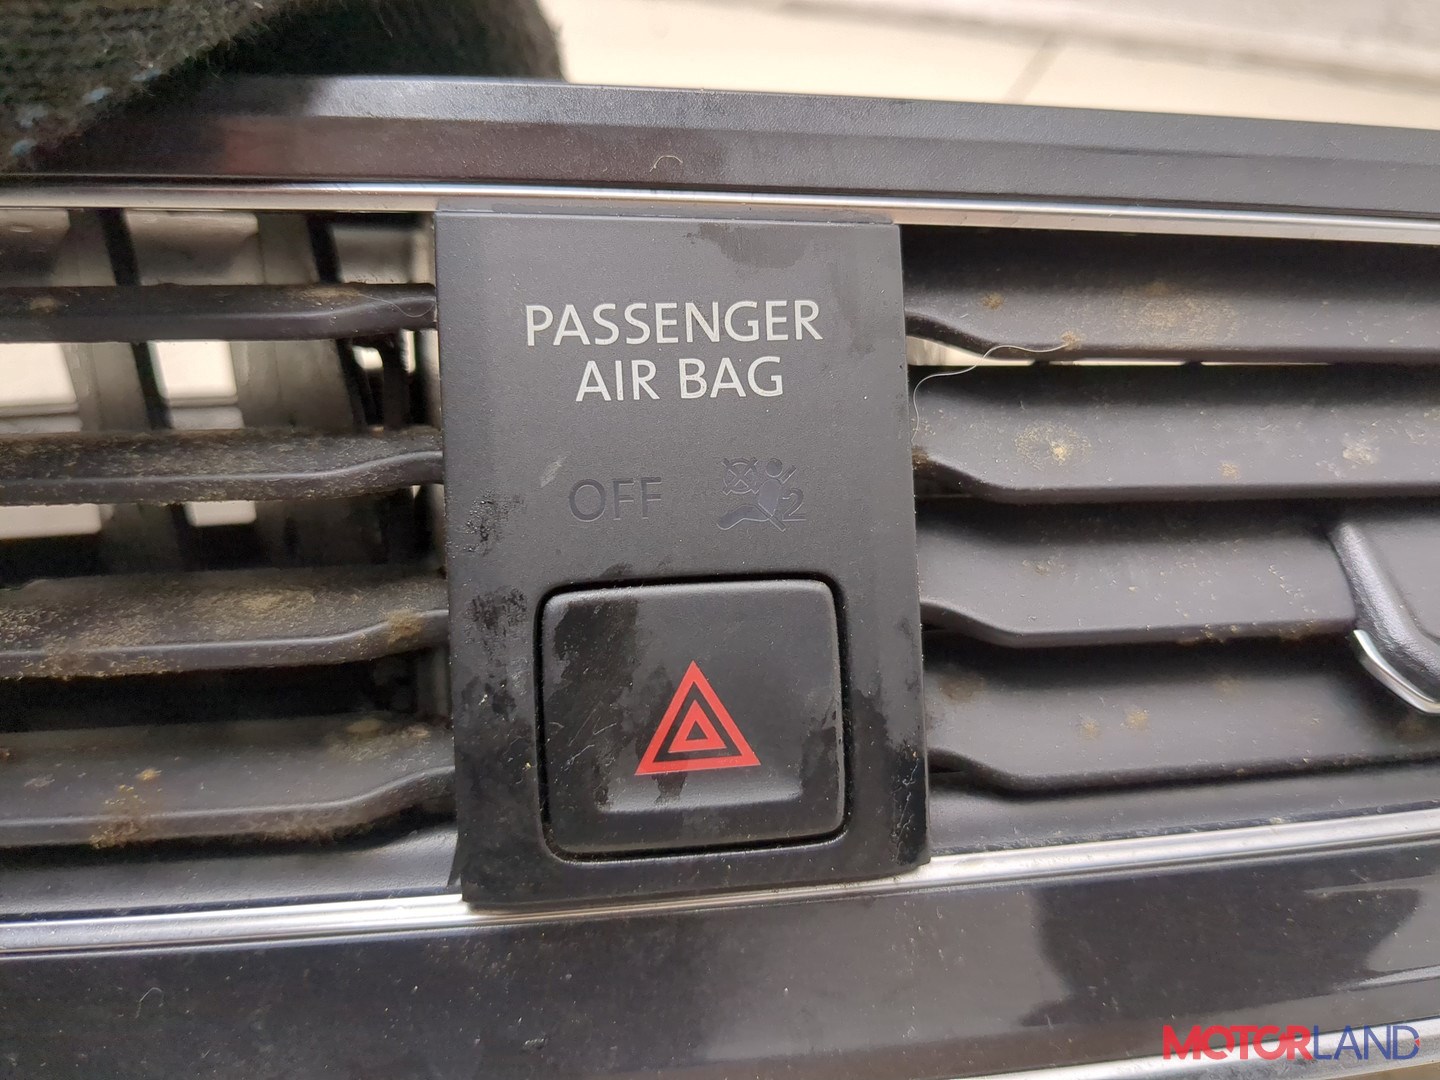 PASSENGER
AIR BAG
OFF
2
MOTORLAND